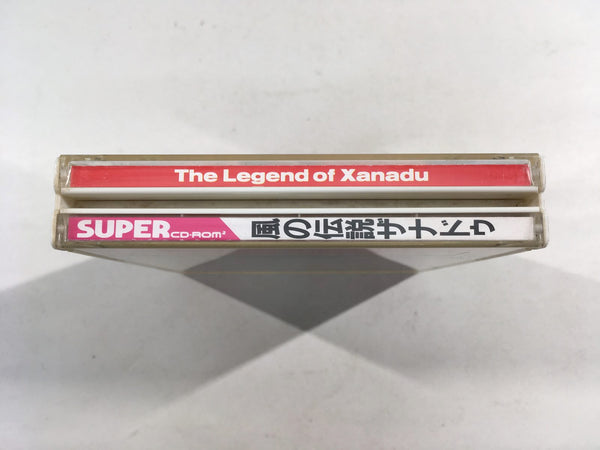 The Legend of Xanadu
SUPER CD-ROM² 風の伝説ザナドゥ